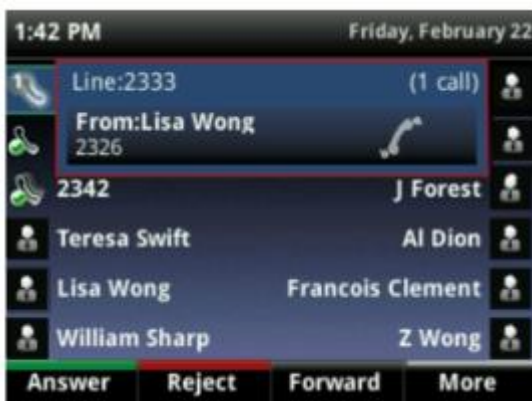 1:42 PM Friday, February 22
1 Line:2333 (1 call)
From:Lisa Wong
2326
2342 J Forest
Teresa Swift Al Dion
Lisa Wong Francois Clement
William Sharp Z Wong
Answer Reject Forward More